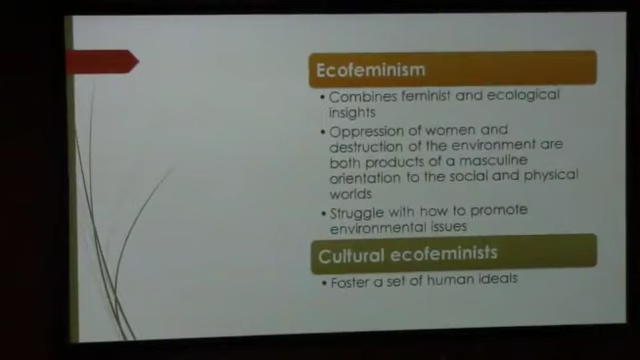 Ecofeminism
• Combines feminist and ecological
insights
• Oppression of women and
destruction of the environment are
both products of a masculine
orientation to the social and physical
worlds
• Struggle with how to promote
environmental issues
Cultural ecofeminists
• Foster a set of human ideals